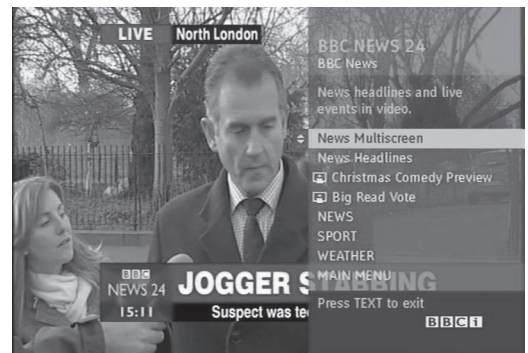 LIVE North London
BBC NEWS 24
BBC News
News headlines and live
events in video.
News Multiscreen
News Headlines
Christmas Comedy Preview
Big Read Vote
NEWS
SPORT
WEATHER
MAIN MENU
Press TEXT to exit
BBCi
BBC
NEWS 24
15:11
JOGGER STABBING
Suspect was